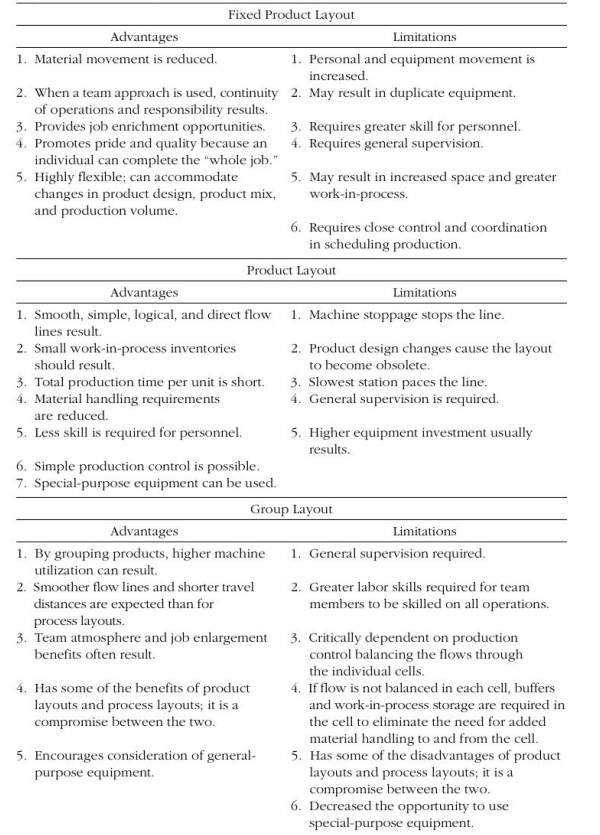 Fixed Product Layout
Advantages
Limitations
1. Material movement is reduced.
1. Personal and equipment movement is
increased.
2. When a team approach is used, continuity
of operations and responsibility results.
2. May result in duplicate equipment.
3. Provides job enrichment opportunities.
3. Requires greater skill for personnel.
4. Promotes pride and quality because an
individual can complete the “whole job.”
4. Requires general supervision.
5. Highly flexible; can accommodate
changes in product design, product mix,
and production volume.
5. May result in increased space and greater
work-in-process.
6. Requires close control and coordination
in scheduling production.
Product Layout
Advantages
Limitations
1. Smooth, simple, logical, and direct flow
lines result.
1. Machine stoppage stops the line.
2. Small work-in-process inventories
should result.
2. Product design changes cause the layout
to become obsolete.
3. Total production time per unit is short.
3. Slowest station paces the line.
4. Material handling requirements
are reduced.
4. General supervision is required.
5. Less skill is required for personnel.
5. Higher equipment investment usually
results.
6. Simple production control is possible.
7. Special-purpose equipment can be used.
Group Layout
Advantages
Limitations
1. By grouping products, higher machine
utilization can result.
1. General supervision required.
2. Smoother flow lines and shorter travel
distances are expected than for
process layouts.
2. Greater labor skills required for team
members to be skilled on all operations.
3. Team atmosphere and job enlargement
benefits often result.
3. Critically dependent on production
control balancing the flows through
the individual cells.
4. Has some of the benefits of product
layouts and process layouts; it is a
compromise between the two.
4. If flow is not balanced in each cell, buffers
and work-in-process storage are required in
the cell to eliminate the need for added
material handling to and from the cell.
5. Encourages consideration of general-
purpose equipment.
5. Has some of the disadvantages of product
layouts and process layouts; it is a
compromise between the two.
6. Decreased the opportunity to use
special-purpose equipment.